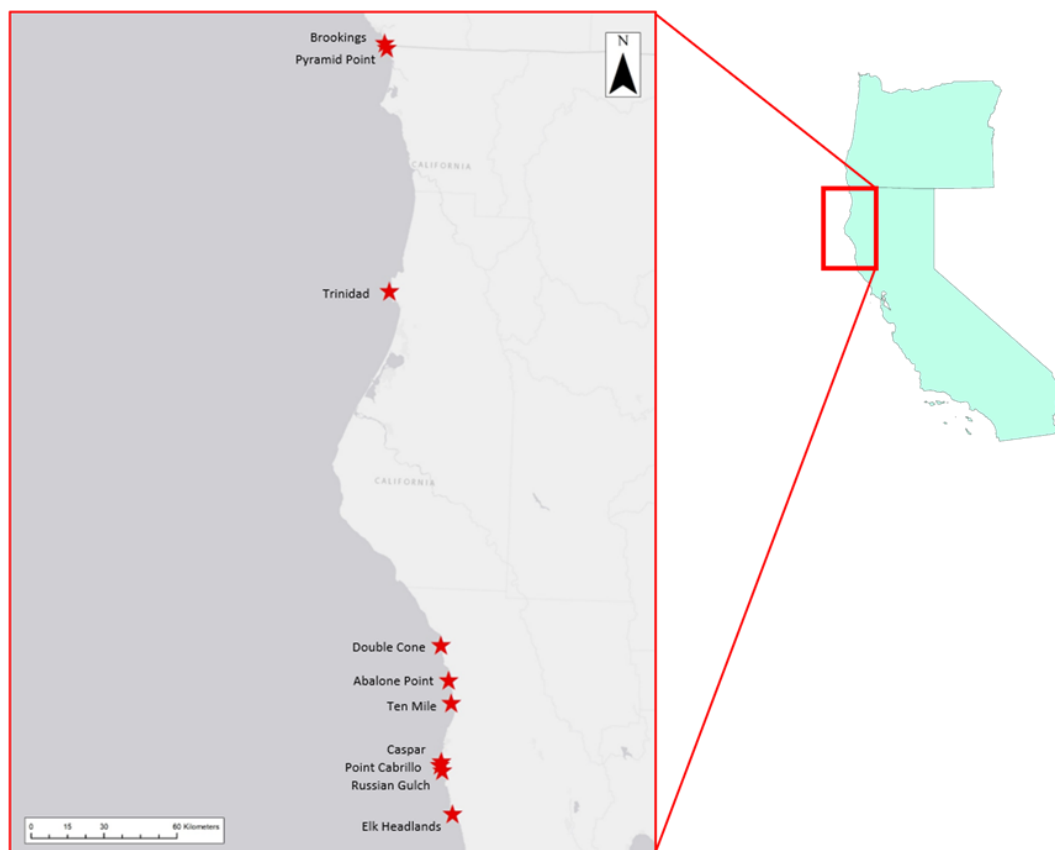 Brookings
N
Pyramid Point
CALIFORNIA
Trinidad
CALIFORNIA
Double Cone
Abalone Point
Ten Mile
Caspar
Point Cabrillo
Russian Gulch
Elk Headlands
0 15 30 60 Kilometers